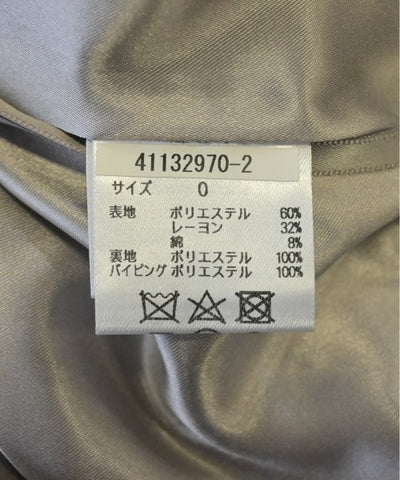 41132970-2
サイズ 0
表地 ポリエステル 60%
レーヨン 32%
綿 8%
裏地 ポリエステル 100%
パイピング ポリエステル 100%